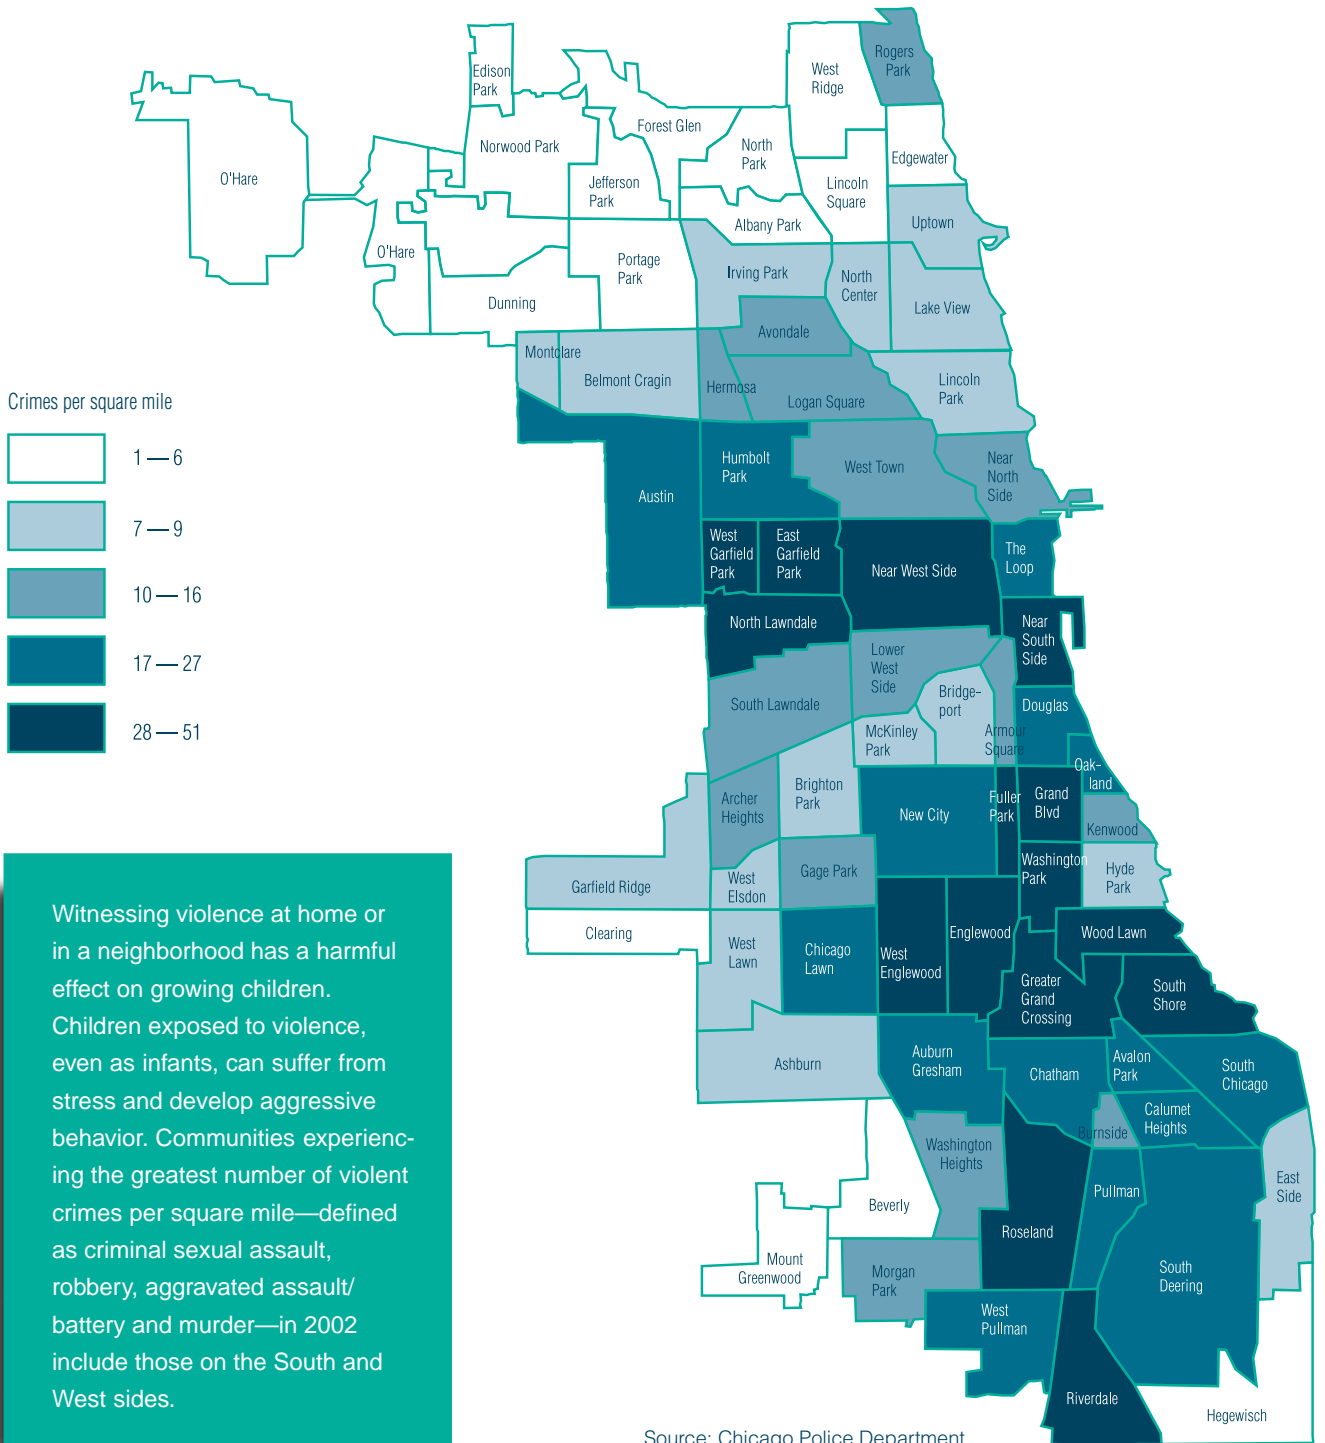 Edison
Park
West
Ridge
Rogers
Park
Norwood Park
Forest Glen
North
Park
Edgewater
O'Hare
Jefferson
Park
Lincoln
Square
Albany Park
Uptown
O'Hare
Portage
Park
Irving Park
North
Center
Dunning
Lake View
Avondale
Montclare
Belmont Cragin
Hermosa
Logan Square
Lincoln
Park
Crimes per square mile
1 — 6
7 — 9
10 — 16
17 — 27
28 — 51
Austin
Humbolt
Park
West Town
Near
North
Side
West
Garfield
Park
East
Garfield
Park
Near West Side
The
Loop
North Lawndale
Near
South
Side
Lower
West
Side
South Lawndale
Bridge–
port
Douglas
McKinley
Park
Armour
Square
Oak–
land
Archer
Heights
Brighton
Park
New City
Fuller
Park
Grand
Blvd
Kenwood
Garfield Ridge
West
Elsdon
Gage Park
Washington
Park
Hyde
Park
Clearing
West
Lawn
Chicago
Lawn
West
Englewood
Englewood
Wood Lawn
Greater
Grand
Crossing
South
Shore
Ashburn
Auburn
Gresham
Chatham
Avalon
Park
South
Chicago
Calumet
Heights
Burnside
Washington
Heights
Beverly
Pullman
East
Side
Roseland
Mount
Greenwood
Morgan
Park
South
Deering
West
Pullman
Riverdale
Hegewisch
Witnessing violence at home or
in a neighborhood has a harmful
effect on growing children.
Children exposed to violence,
even as infants, can suffer from
stress and develop aggressive
behavior. Communities experienc-
ing the greatest number of violent
crimes per square mile—defined
as criminal sexual assault,
robbery, aggravated assault/
battery and murder—in 2002
include those on the South and
West sides.
Source: Chicago Police Department